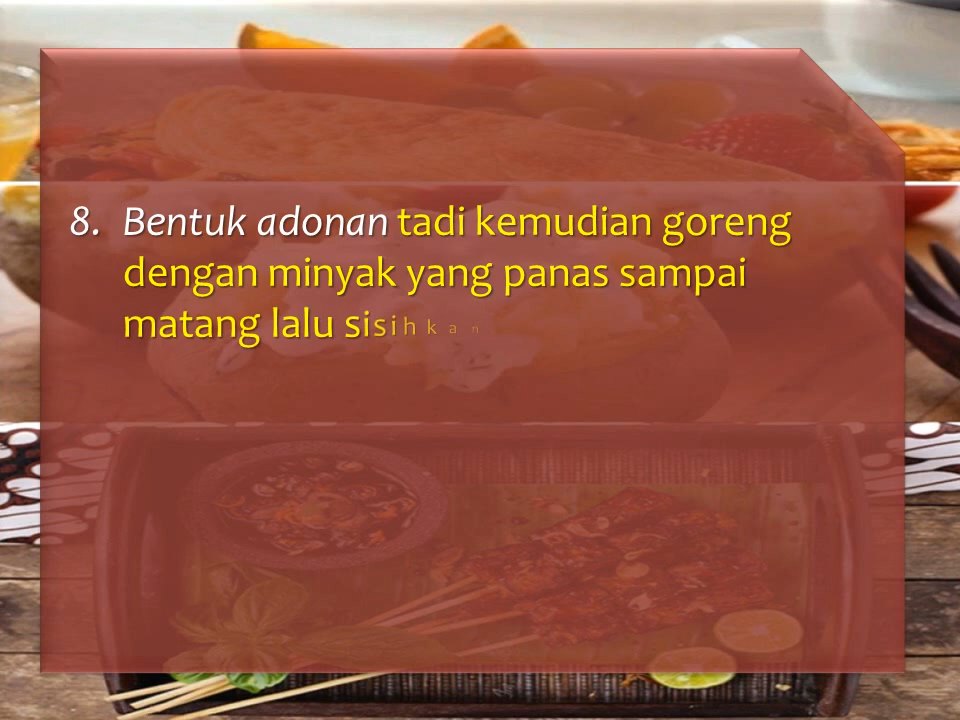 8. Bentuk adonan tadi kemudian goreng
dengan minyak yang panas sampai
matang lalu sisihkan